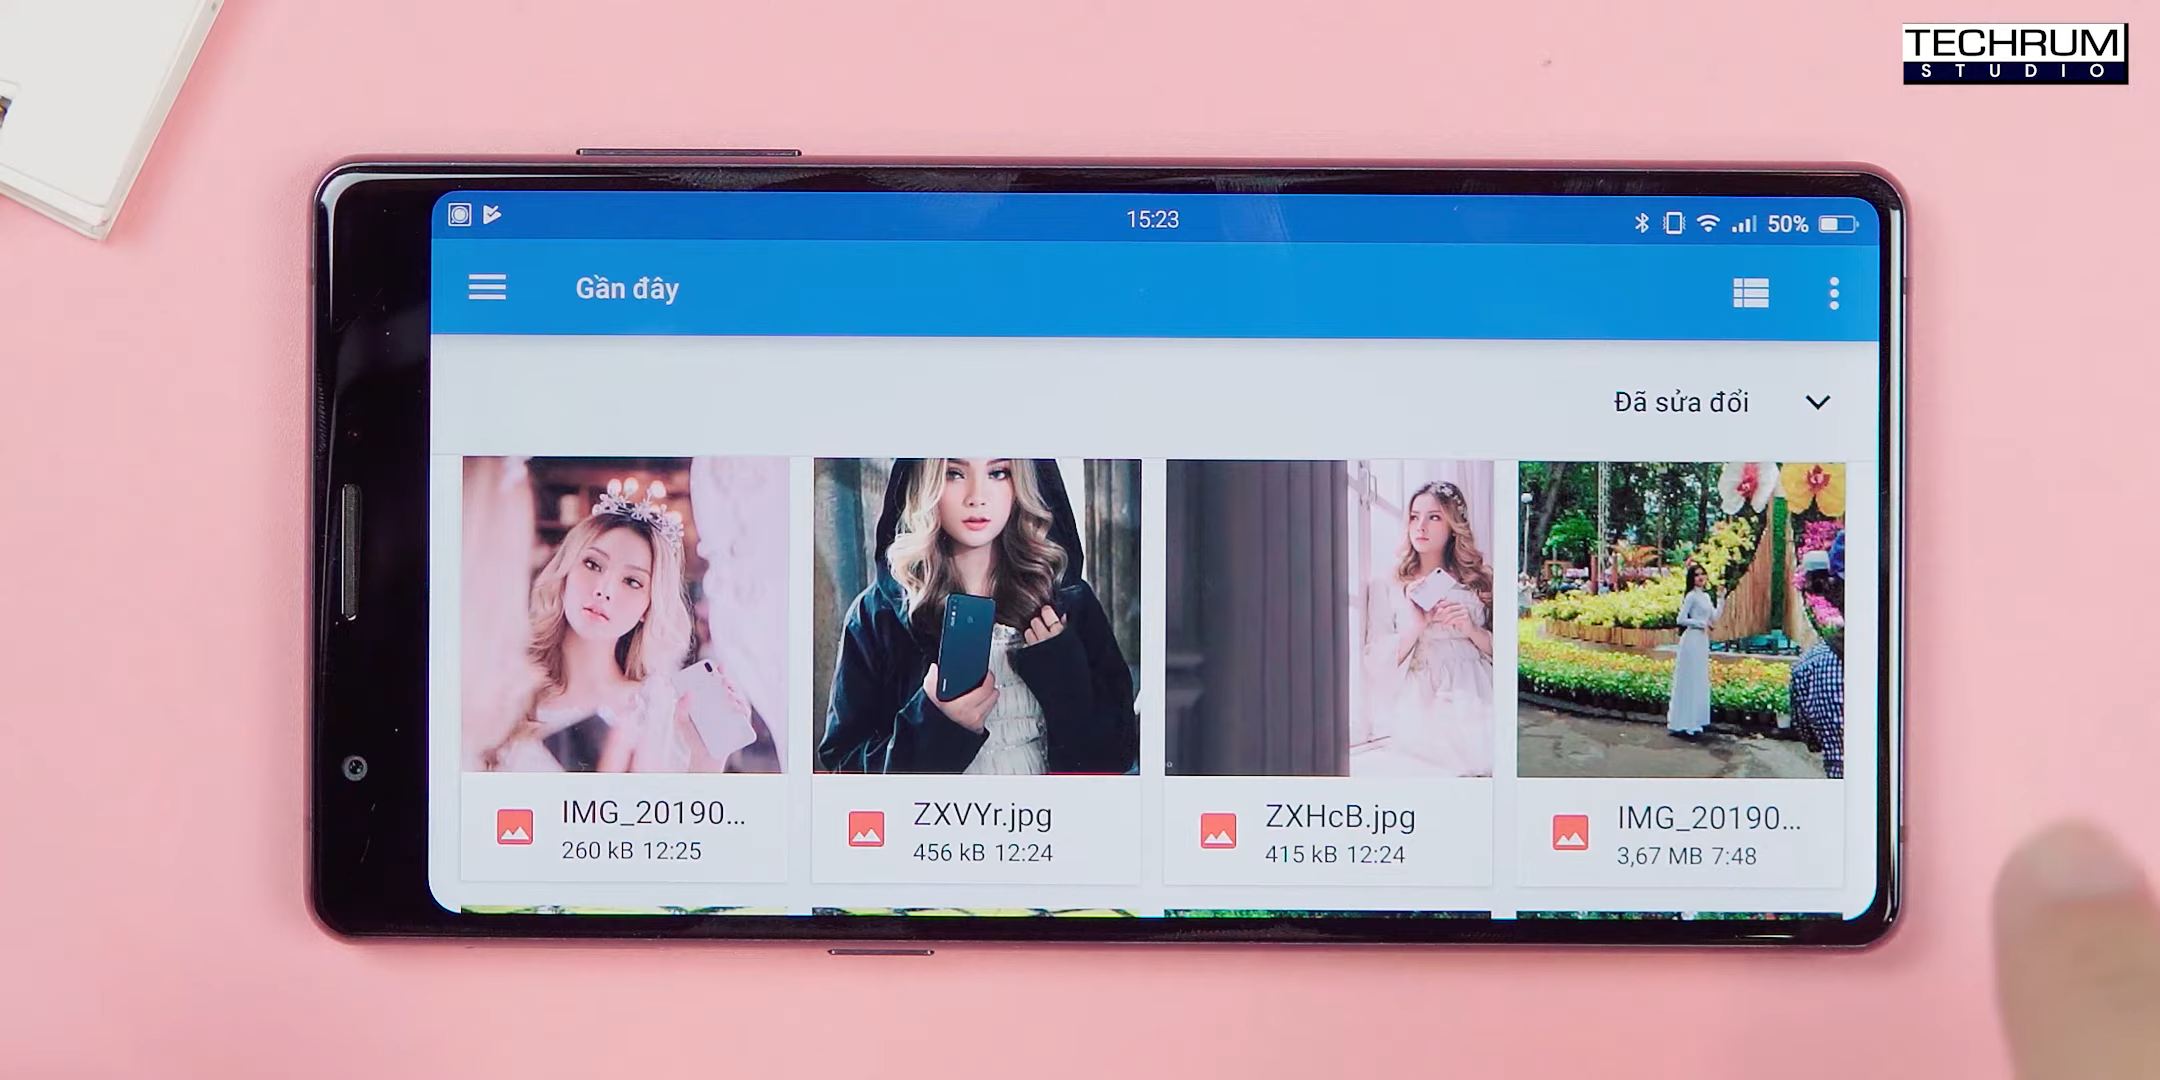 TECHRUM
STUDIO
15:23
50%
Gần đây
Đã sửa đổi
IMG_20190...
260 kB 12:25
ZXVYr.jpg
456 kB 12:24
ZXHcB.jpg
415 kB 12:24
IMG_20190...
3,67 MB 7:48